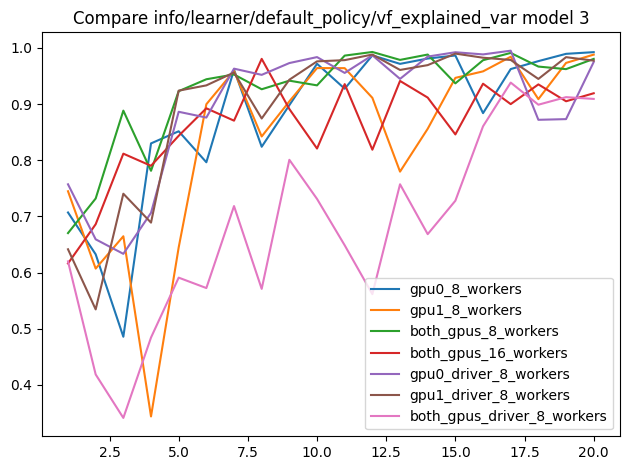 Compare info/learner/default_policy/vf_explained_var model 3
1.0
0.9
0.8
0.7
0.6
0.5
0.4
gpu0_8_workers
gpu1_8_workers
both_gpus_8_workers
both_gpus_16_workers
gpu0_driver_8_workers
gpu1_driver_8_workers
both_gpus_driver_8_workers
2.5 5.0 7.5 10.0 12.5 15.0 17.5 20.0